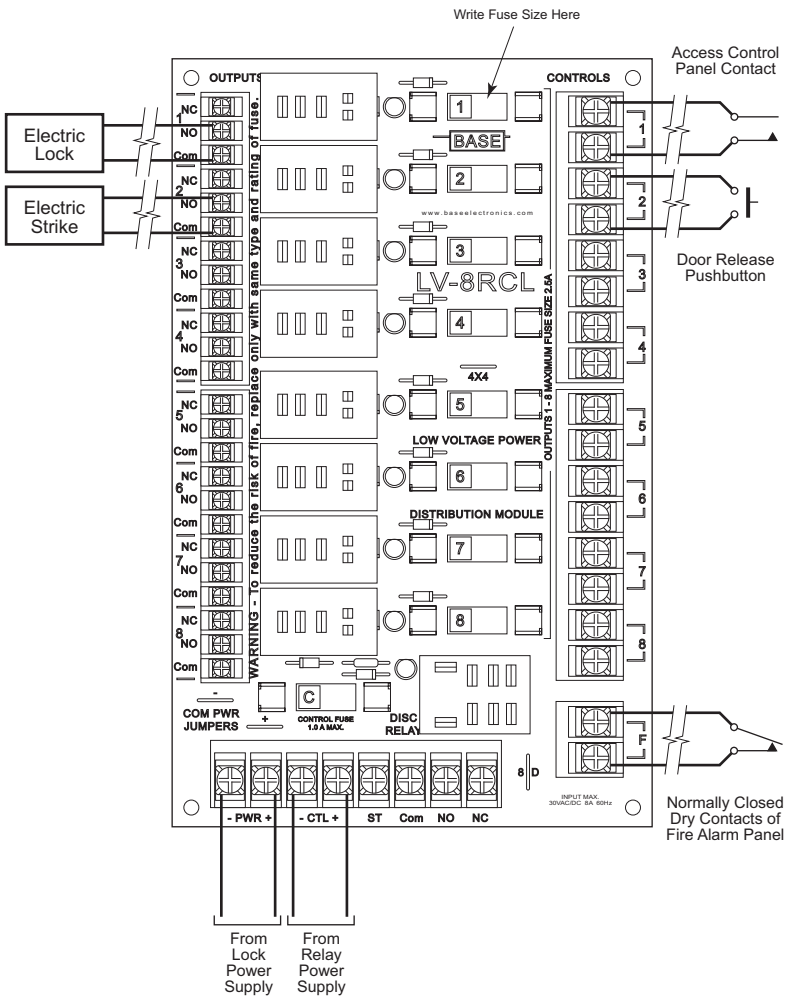 Write Fuse Size Here
Access Control
Panel Contact
OUTPUTS
CONTROLS
1
NC
NO
Com
2
NC
NO
Com
3
NC
NO
Com
4
NC
NO
Com
5
NC
NO
Com
6
NC
NO
Com
7
NC
NO
Com
8
NC
NO
Com
Electric
Lock
Electric
Strike
WARNING - To reduce the risk of fire, replace only with same type and rating of fuse.
1
BASE
2
www.baseelectronics.com
3
LV-8RCL
4
4X4
5
LOW VOLTAGE POWER
6
DISTRIBUTION MODULE
7
8
OUTPUTS 1 - 8 MAXIMUM FUSE SIZE 2.5A
1
2
3
4
5
6
7
8
F
Door Release
Pushbutton
-
COM PWR
JUMPERS
+
C
CONTROL FUSE
1.0 A MAX.
DISC
RELAY
8 D
INPUT MAX.
30VAC/DC 8A 60Hz
- PWR +
- CTL +
ST
Com
NO
NC
Normally Closed
Dry Contacts of
Fire Alarm Panel
From
Lock
Power
Supply
From
Relay
Power
Supply